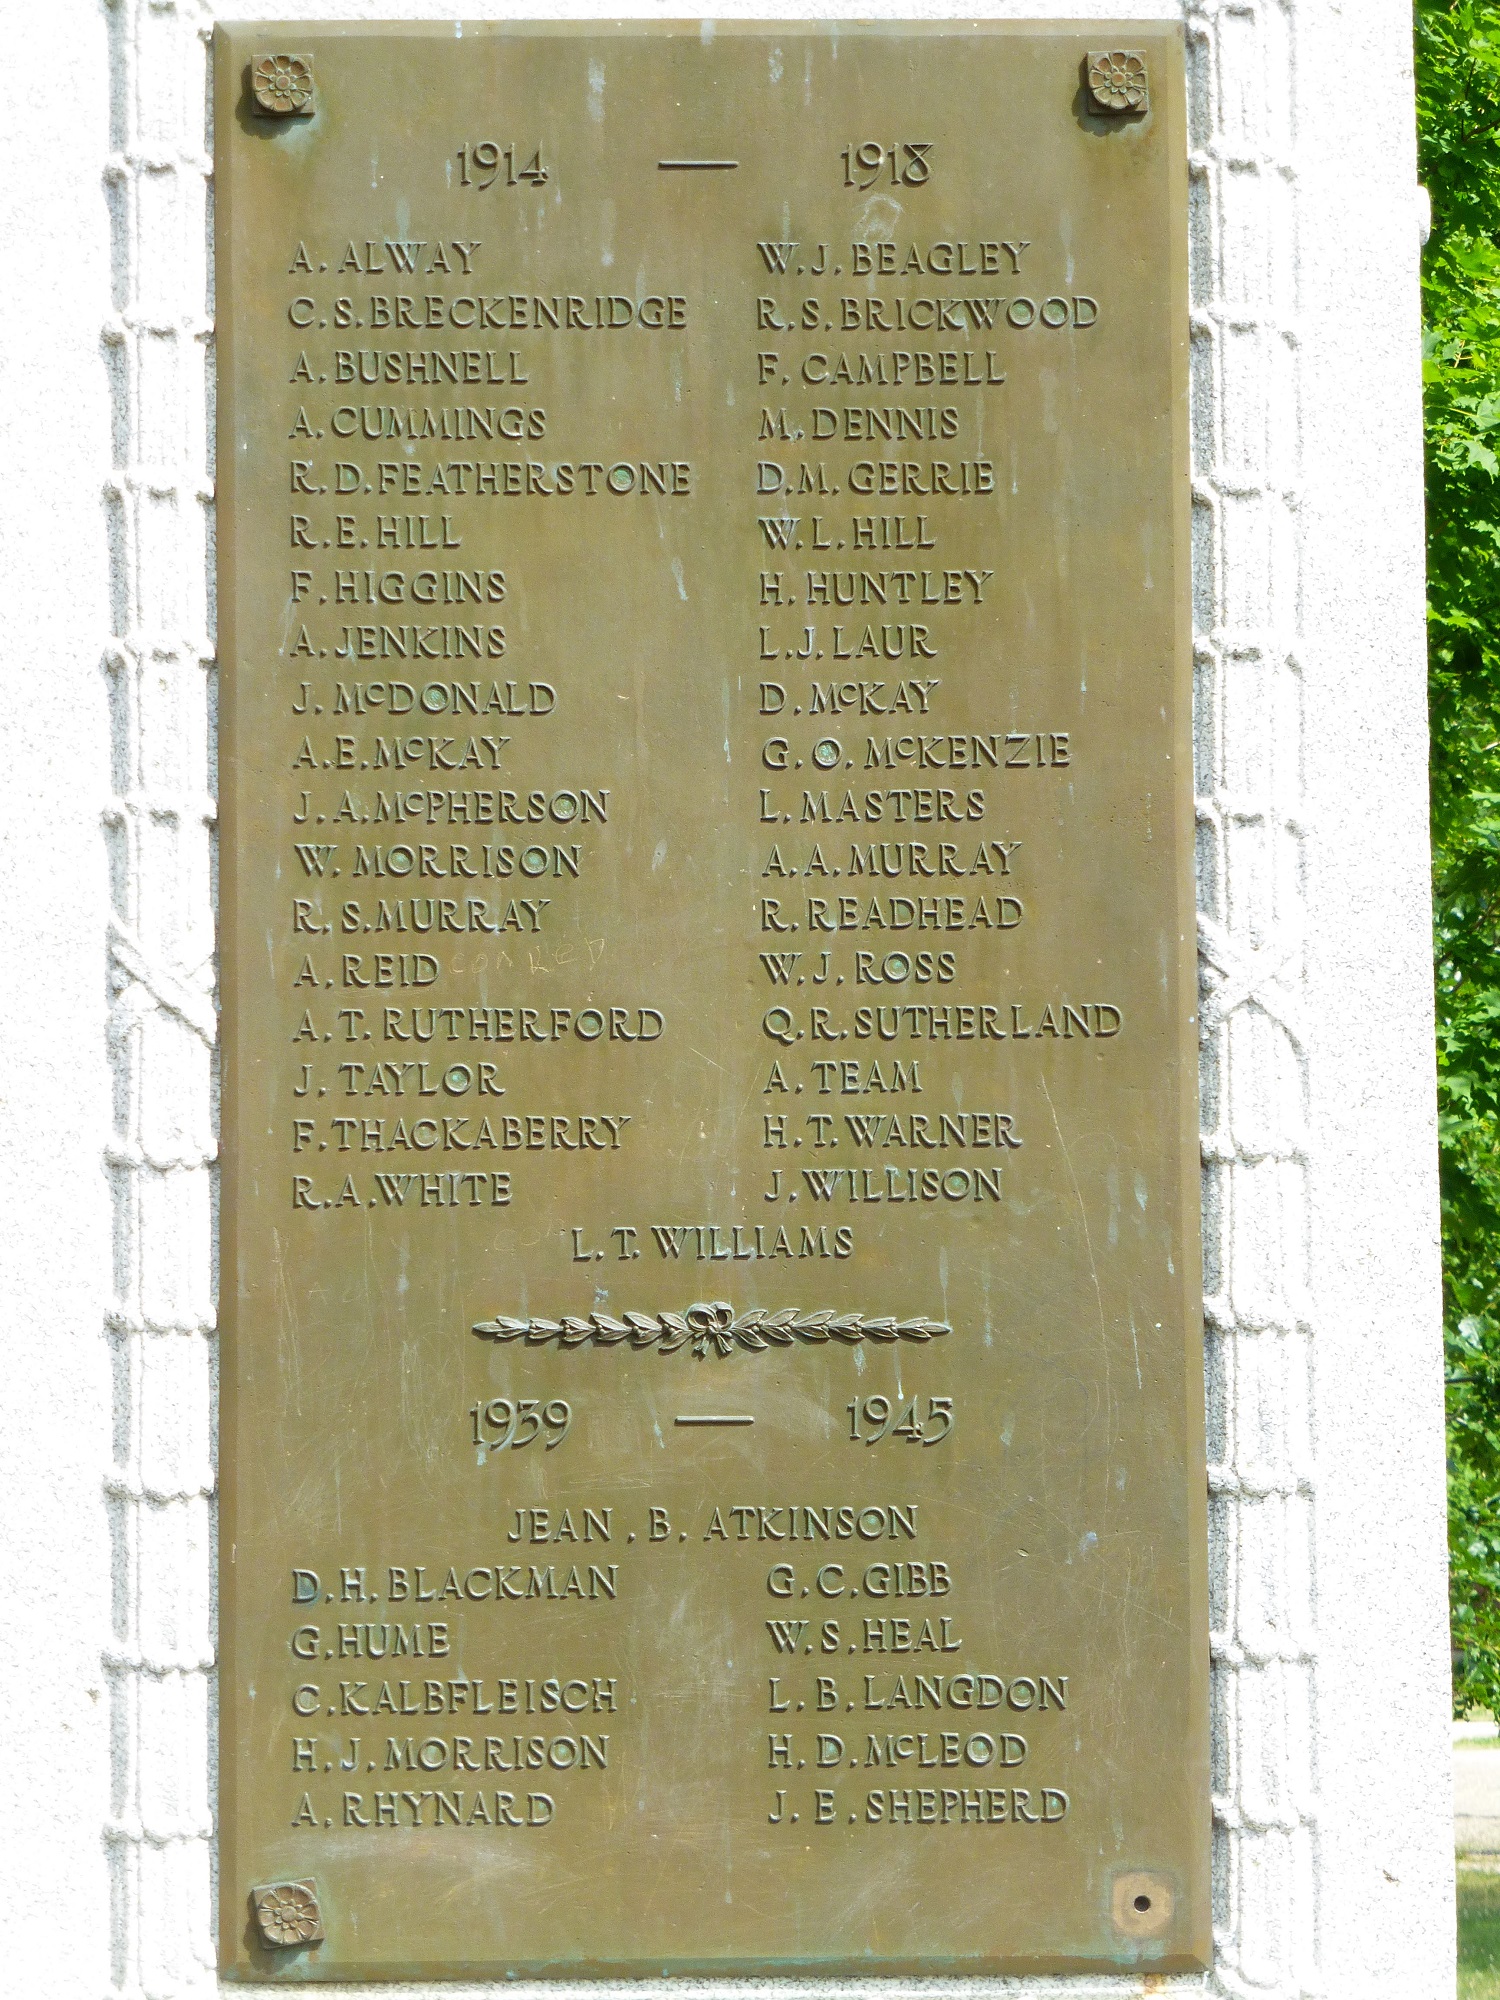 1914 — 1918
A. ALWAY W. J. BEAGLEY
C. S. BRECKENRIDGE R. S. BRICKWOOD
A. BUSHNELL F. CAMPBELL
A. CUMMINGS M. DENNIS
R. D. FEATHERSTONE D. M. GERRIE
R. E. HILL W. L. HILL
F. HIGGINS H. HUNTLEY
A. JENKINS L. J. LAUR
J. McDONALD D. McKAY
A. E. McKAY G. O. McKENZIE
J. A. McPHERSON L. MASTERS
W. MORRISON A. A. MURRAY
R. S. MURRAY R. READHEAD
A. REID W. J. ROSS
A. T. RUTHERFORD Q. R. SUTHERLAND
J. TAYLOR A. TEAM
F. THACKABERRY H. T. WARNER
R. A. WHITE J. WILLISON
L. T. WILLIAMS
1939 — 1945
JEAN . B. ATKINSON
D. H. BLACKMAN G. C. GIBB
G. HUME W. S. HEAL
C. KALBFLEISCH L. B. LANGDON
H. J. MORRISON H. D. McLEOD
A. RHYNARD J. E. SHEPHERD